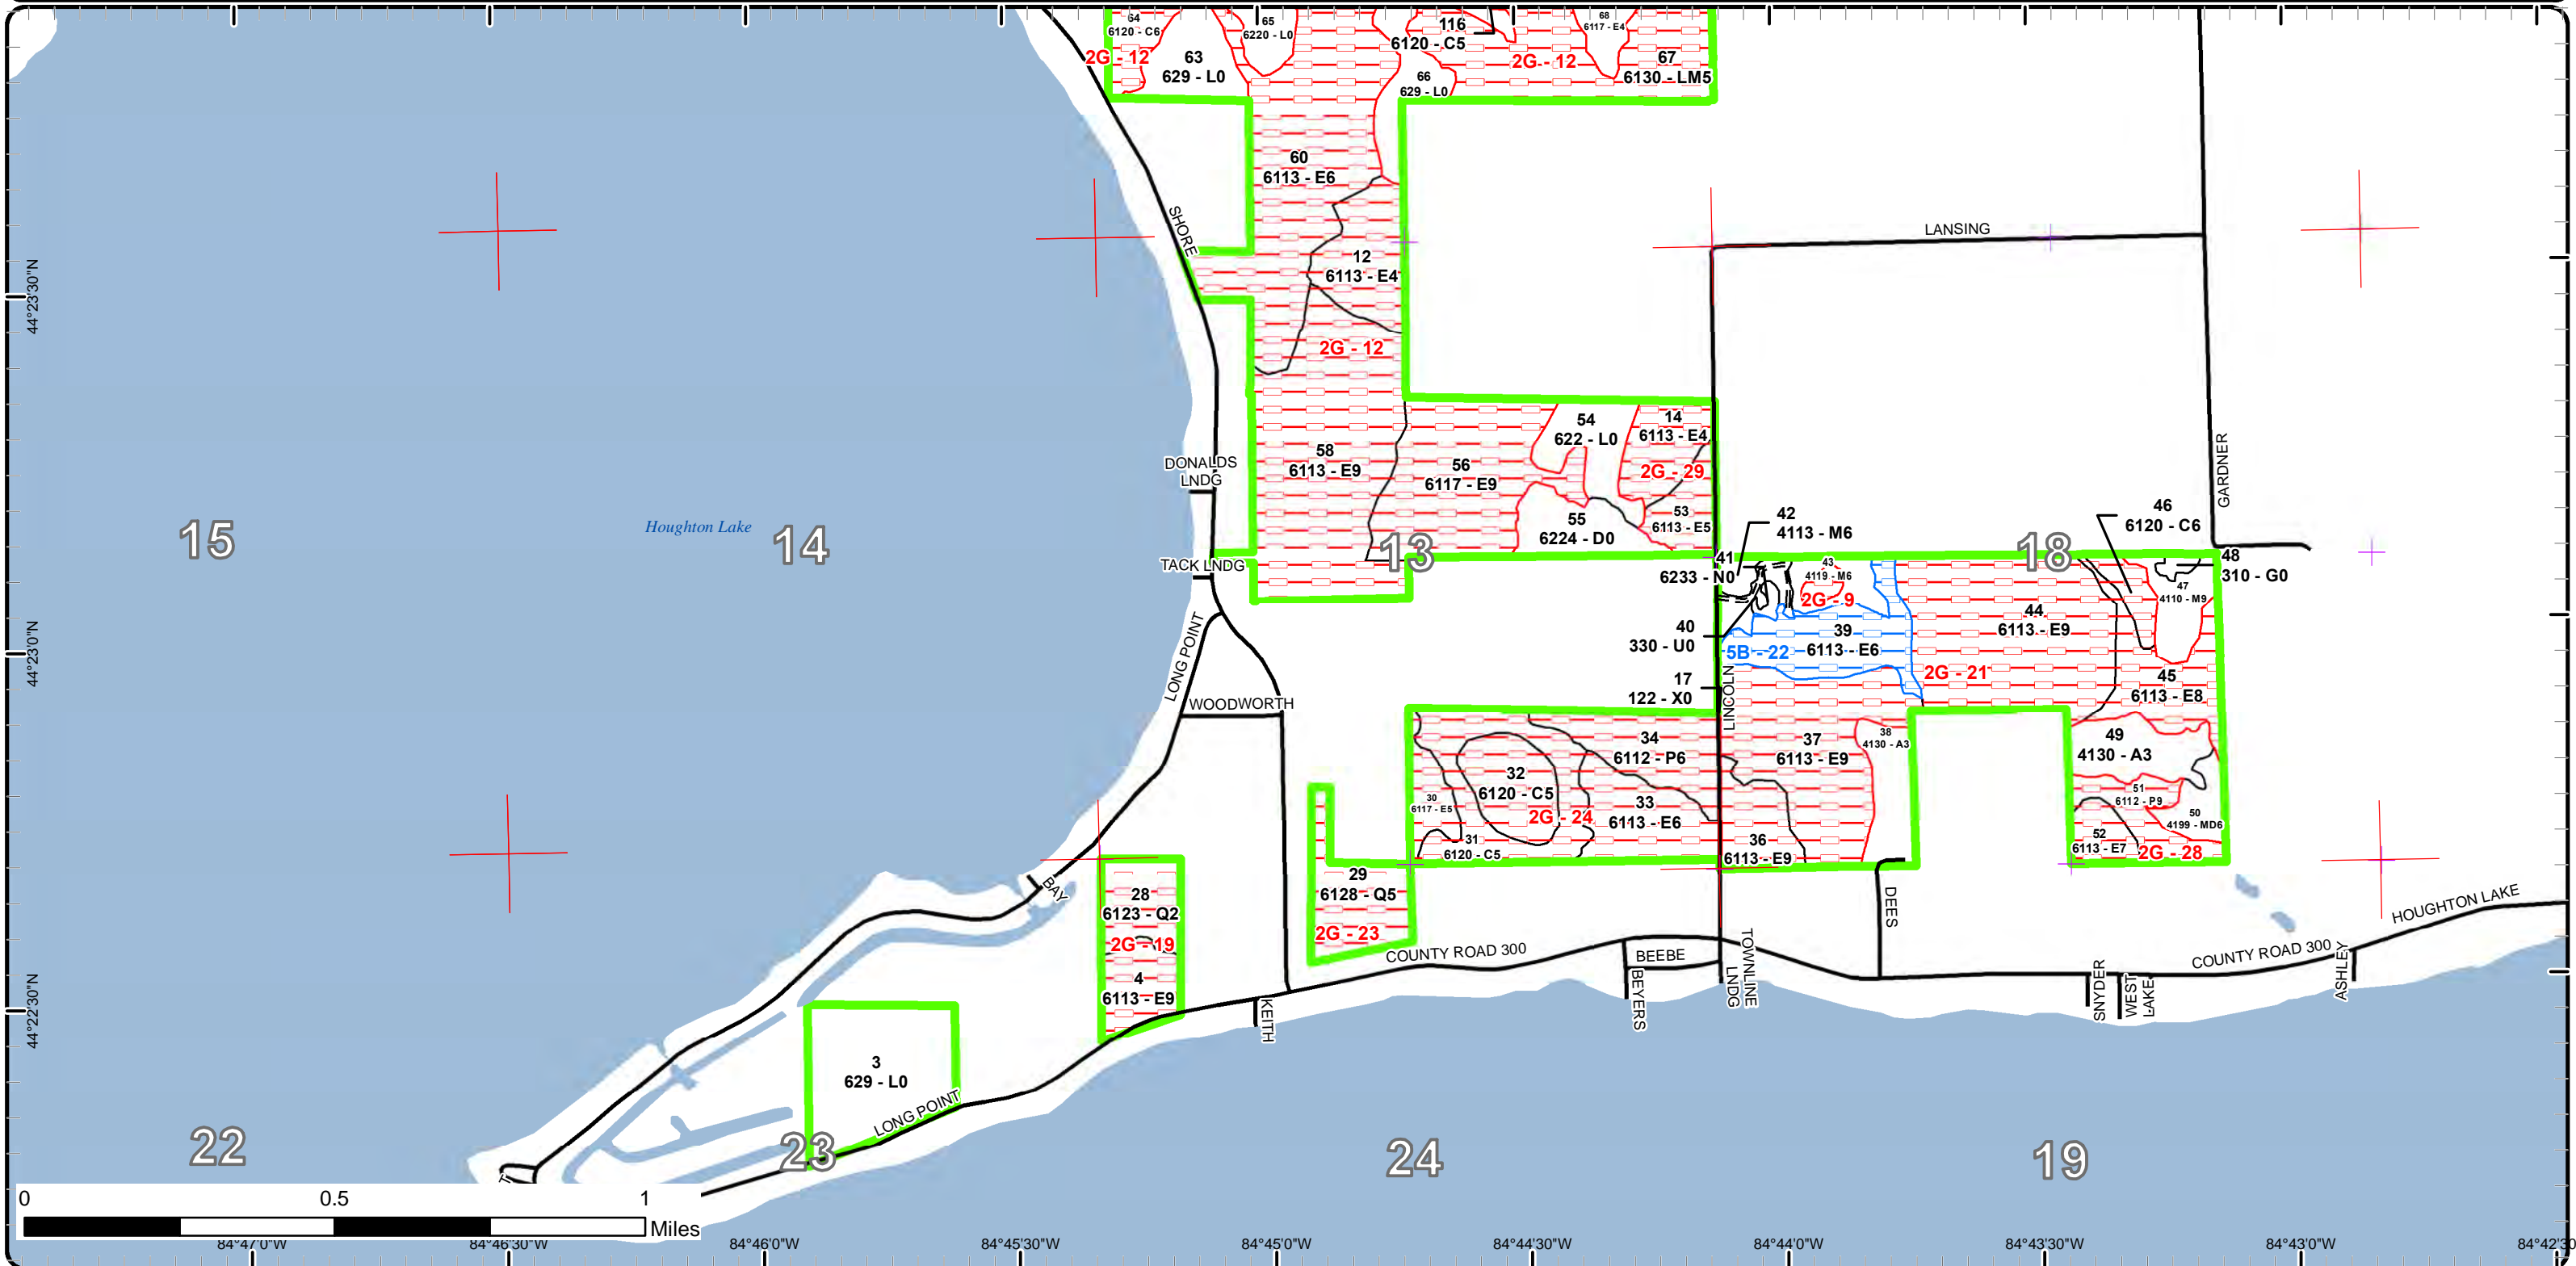 64
6120 - C6
2G - 12
63
629 - L0
65
6220 - L0
116
6120 - C5
68
6117 - E4
2G - 12
67
6130 - LM5
66
629 - L0
60
6113 - E6
SHORE
12
6113 - E4
2G - 12
LANSING
44°23'30"N
54
622 - L0
14
6113 - E4
2G - 29
58
6113 - E9
56
6117 - E9
53
6113 - E5
55
6224 - D0
DONALDS
LNDG
TACK LNDG
GARDNER
15
Houghton Lake
14
13
18
42
4113 - M6
41
6233 - N0
43
4119 - M6
2G - 9
46
6120 - C6
48
310 - G0
47
4110 - M9
44
6113 - E9
40
330 - U0
39
6113 - E6
5B - 22
2G - 21
45
6113 - E8
17
122 - X0
LINCOLN
44°23'0"N
LONG POINT
WOODWORTH
34
6112 - P6
32
6120 - C5
30
6117 - E5
2G - 24
33
6113 - E6
31
6120 - C5
37
6113 - E9
38
4130 - A3
36
6113 - E9
49
4130 - A3
51
6112 - P9
50
4199 - MD6
52
6113 - E7
2G - 28
29
6128 - Q5
2G - 23
BAY
28
6123 - Q2
2G - 19
4
6113 - E9
COUNTY ROAD 300
BEEBE
BEYERS
TOWNLINE
LNDG
DEES
SNYDER
WEST
LAKE
COUNTY ROAD 300
ASHLEY
HOUGHTON LAKE
KEITH
44°22'30"N
3
629 - L0
LONG POINT
22
23
24
19
0
0.5
1
Miles
84°47'0"W
84°46'30"W
84°46'0"W
84°45'30"W
84°45'0"W
84°44'30"W
84°44'0"W
84°43'30"W
84°43'0"W
84°42'30